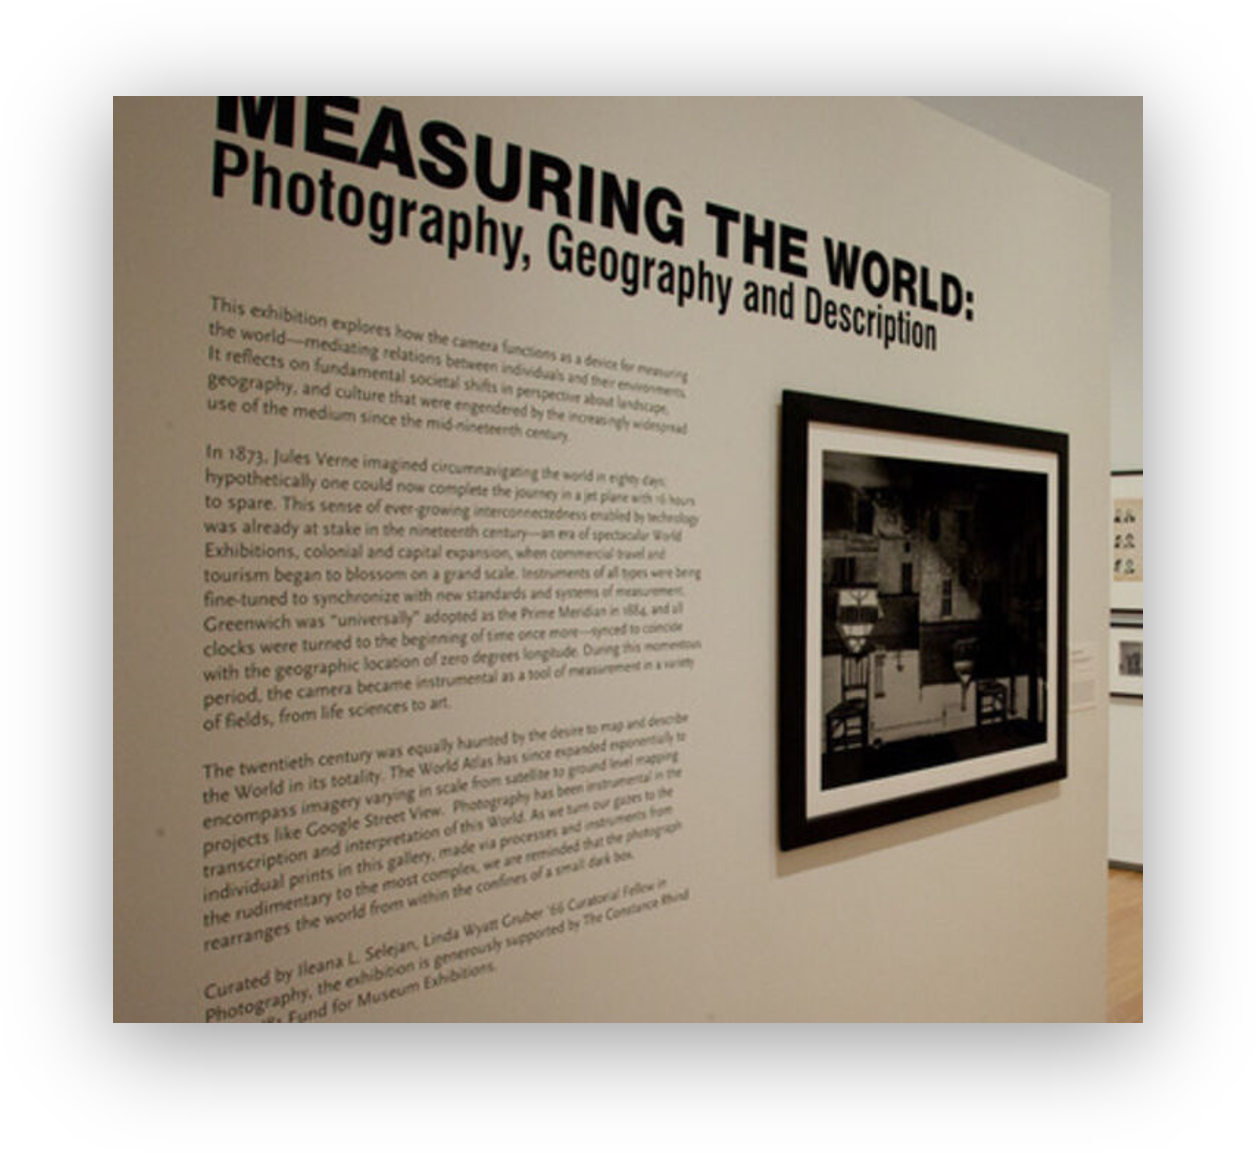 MEASURING THE WORLD:
Photography, Geography and Description
This exhibition explores how the camera functions as a device for measuring
the world—mediating relations between individuals and their environments.
It reflects on fundamental societal shifts in perspective about landscape,
geography, and culture that were engendered by the increasingly widespread
use of the medium since the mid-nineteenth century.
In 1873, Jules Verne imagined circumnavigating the world in eighty days;
hypothetically one could now complete the journey in a jet plane with 16 hours
to spare. This sense of ever-growing interconnectedness enabled by technology
was already at stake in the nineteenth century—an era of spectacular World
Exhibitions, colonial and capital expansion, when commercial travel and
tourism began to blossom on a grand scale. Instruments of all types were being
fine-tuned to synchronize with new standards and systems of measurement.
Greenwich was "universally" adopted as the Prime Meridian in 1884, and all
clocks were turned to the beginning of time once more—synced to coincide
with the geographic location of zero degrees longitude. During this momentous
period, the camera became instrumental as a tool of measurement in a variety
of fields, from life sciences to art.
The twentieth century was equally haunted by the desire to map and describe
the World in its totality. The World Atlas has since expanded exponentially to
encompass imagery varying in scale from satellite to ground level mapping
projects like Google Street View. Photography has been instrumental in the
transcription and interpretation of this World. As we turn our gazes to the
individual prints in this gallery, made via processes and instruments from
the rudimentary to the most complex, we are reminded that the photograph
rearranges the world from within the confines of a small dark box.
Curated by Ileana L. Selejan, Linda Wyatt Gruber '66 Curatorial Fellow in
Photography, the exhibition is generously supported by The Constance Rhind
Fund for Museum Exhibitions.